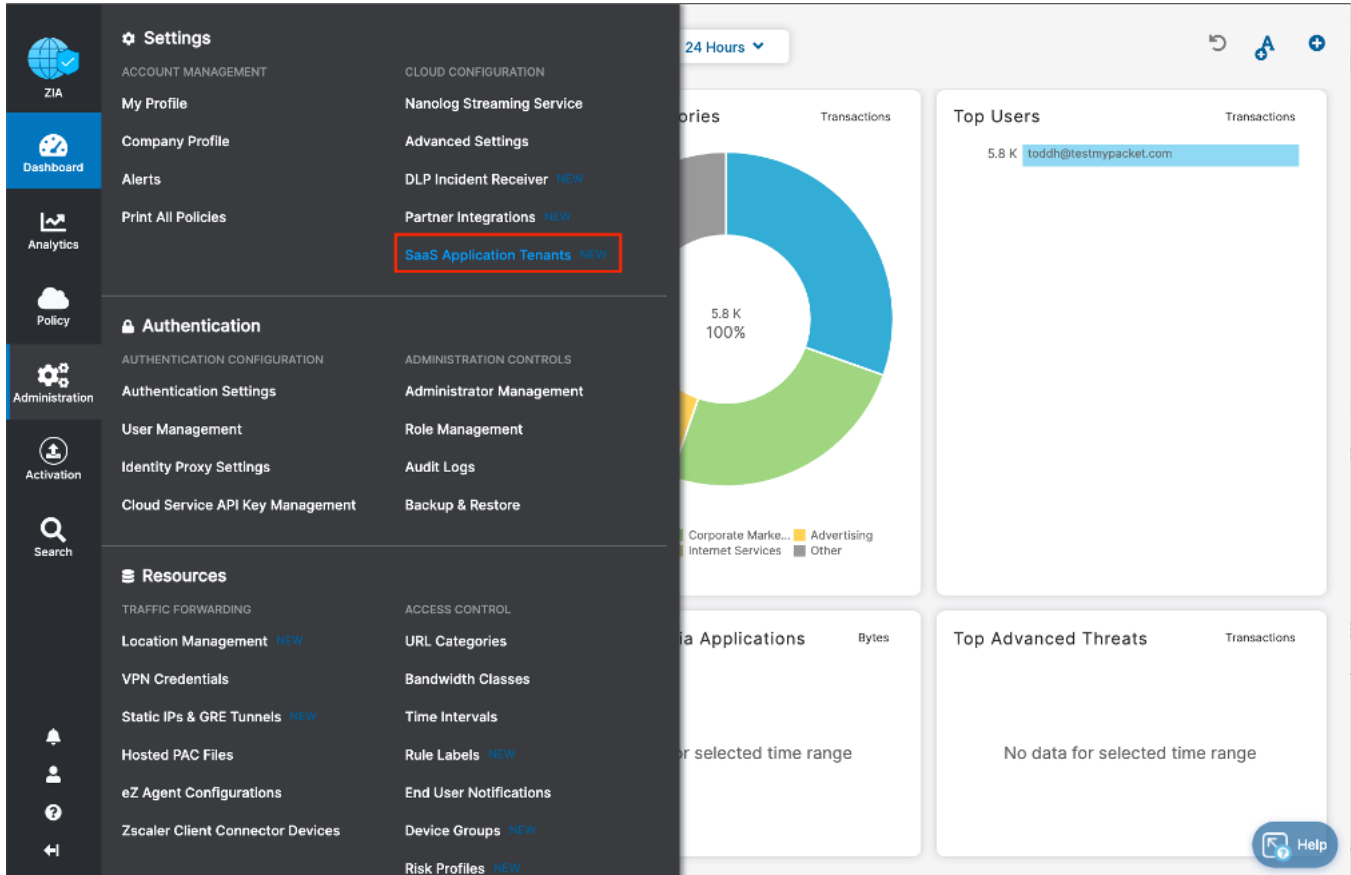 ZIA
Dashboard
Analytics
Policy
Administration
Activation
Search
Settings
ACCOUNT MANAGEMENT
My Profile
Company Profile
Alerts
Print All Policies
CLOUD CONFIGURATION
Nanolog Streaming Service
Advanced Settings
DLP Incident Receiver NEW
Partner Integrations NEW
SaaS Application Tenants NEW
Authentication
AUTHENTICATION CONFIGURATION
Authentication Settings
User Management
Identity Proxy Settings
Cloud Service API Key Management
ADMINISTRATION CONTROLS
Administrator Management
Role Management
Audit Logs
Backup & Restore
Resources
TRAFFIC FORWARDING
Location Management NEW
VPN Credentials
Static IPs & GRE Tunnels NEW
Hosted PAC Files
eZ Agent Configurations
Zscaler Client Connector Devices
ACCESS CONTROL
URL Categories
Bandwidth Classes
Time Intervals
Rule Labels NEW
End User Notifications
Device Groups NEW
Risk Profiles NEW
24 Hours
A
ories Transactions
5.8 K
100%
Corporate Marke... Advertising
Internet Services Other
Top Users Transactions
5.8 K toddh@testmypacket.com
ia Applications Bytes
or selected time range
Top Advanced Threats Transactions
No data for selected time range
Help